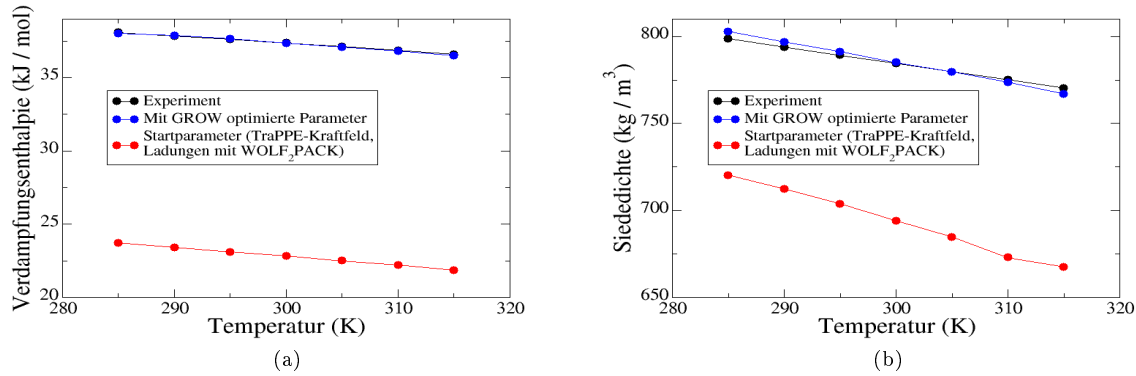 Verdampfungsenthalpie (kJ / mol)
35
30
25
20
Experiment
Mit GROW optimierte Parameter
Startparameter (TraPPE-Kraftfeld,
Ladungen mit WOLF₂PACK)
280 290 300 310 320
Temperatur (K)
(a)
Siededichte (kg / m³)
800
750
700
650
Experiment
Mit GROW optimierte Parameter
Startparameter (TraPPE-Kraftfeld,
Ladungen mit WOLF₂PACK)
280 290 300 310 320
Temperatur (K)
(b)